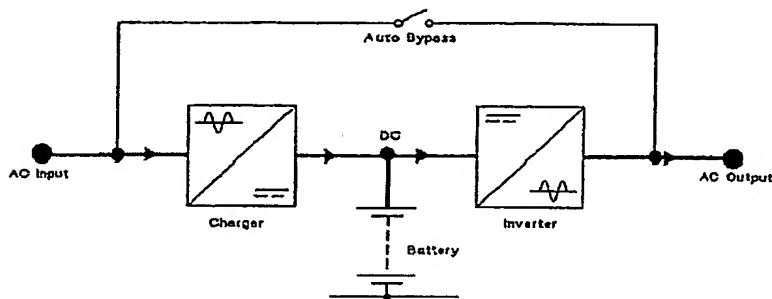 Auto Bypass
DC
AC Input
AC Output
Charger
Inverter
Battery